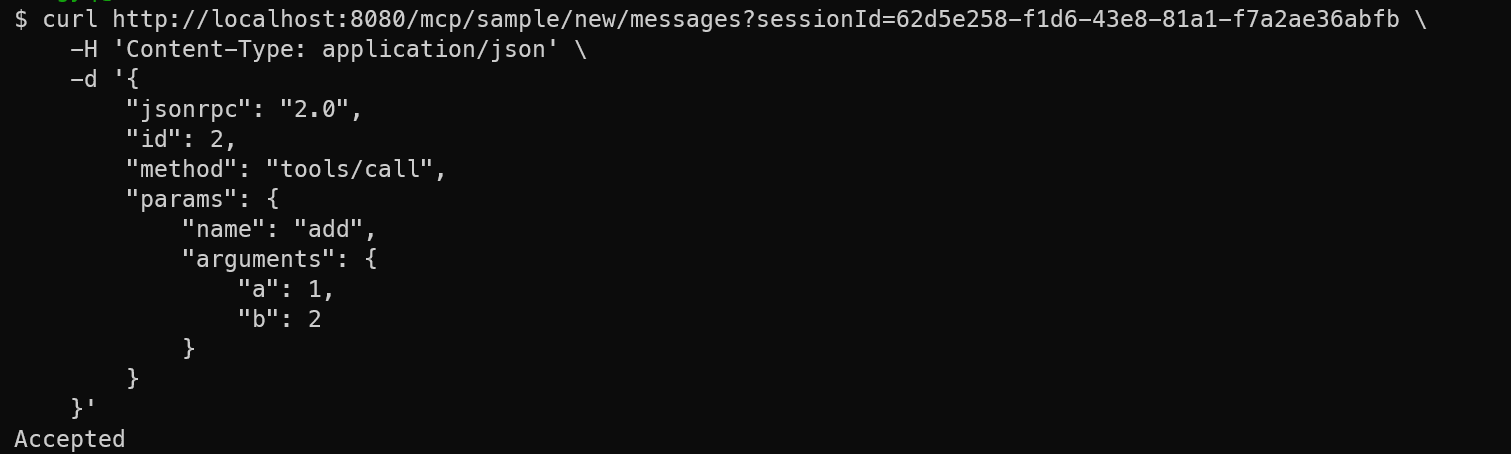 $ curl http://localhost:8080/mcp/sample/new/messages?sessionId=62d5e258-f1d6-43e8-81a1-f7a2ae36abfb \
    -H 'Content-Type: application/json' \
    -d '{
        "jsonrpc": "2.0",
        "id": 2,
        "method": "tools/call",
        "params": {
            "name": "add",
            "arguments": {
                "a": 1,
                "b": 2
            }
        }
    }'
Accepted